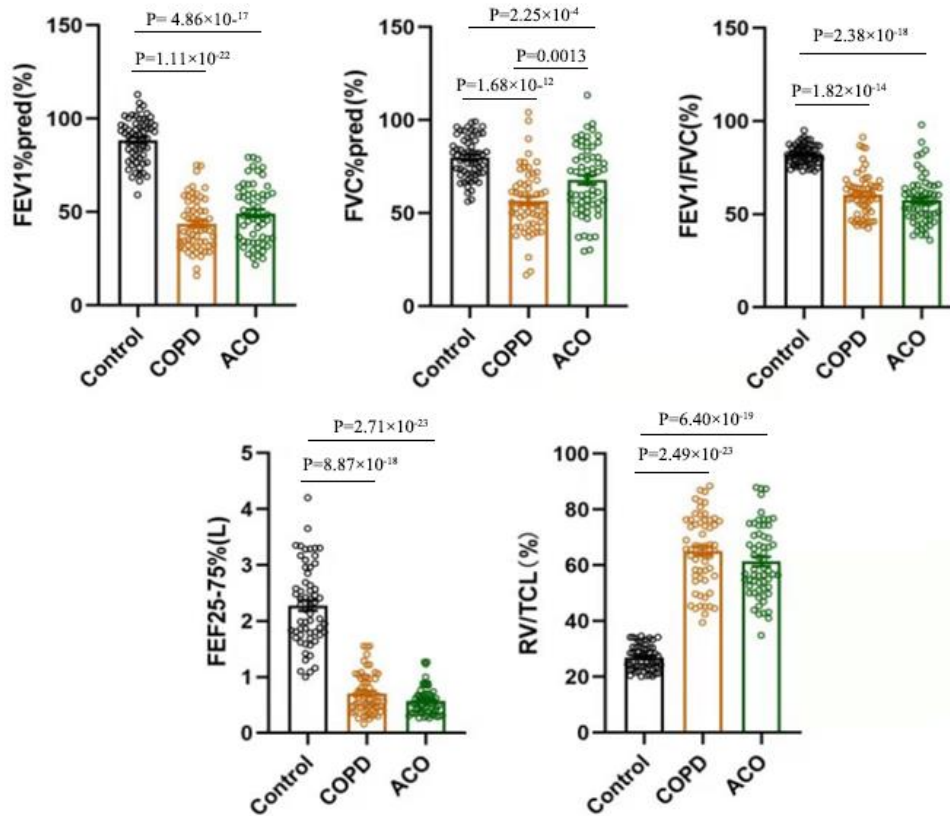 P= 4.86×10⁻¹⁷
P=1.11×10⁻²²
FEV1%pred(%)
150
100
50
0
Control
COPD
ACO
P=2.25×10⁻⁴
P=0.0013
P=1.68×10⁻¹²
FVC%pred(%)
150
100
50
0
Control
COPD
ACO
P=2.38×10⁻¹⁸
P=1.82×10⁻¹⁴
FEV1/FVC(%)
150
100
50
0
Control
COPD
ACO
P=2.71×10⁻²³
P=8.87×10⁻¹⁸
FEF25-75%(L)
5
4
3
2
1
0
Control
COPD
ACO
P=6.40×10⁻¹⁹
P=2.49×10⁻²³
RV/TCL（%）
100
80
60
40
20
0
Control
COPD
ACO